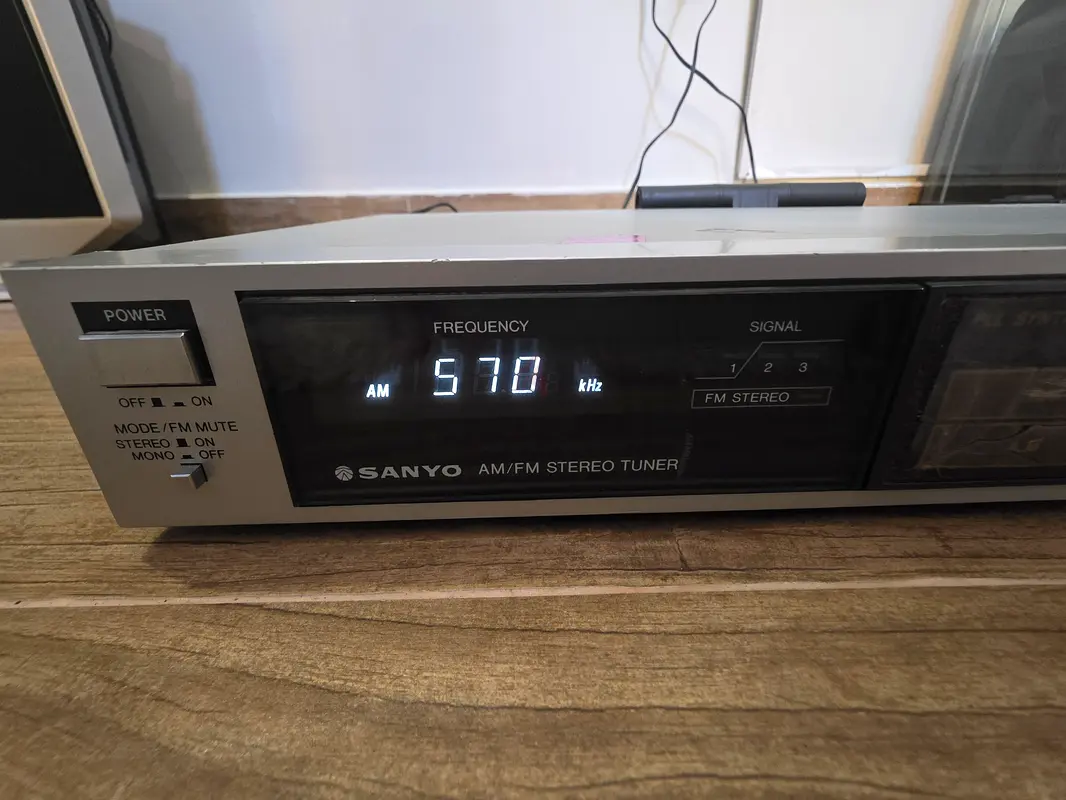 POWER
OFF ON
MODE/FM MUTE
STEREO ON
MONO OFF
FREQUENCY
AM 570 kHz
SANYO AM/FM STEREO TUNER
SIGNAL
1 2 3
FM STEREO